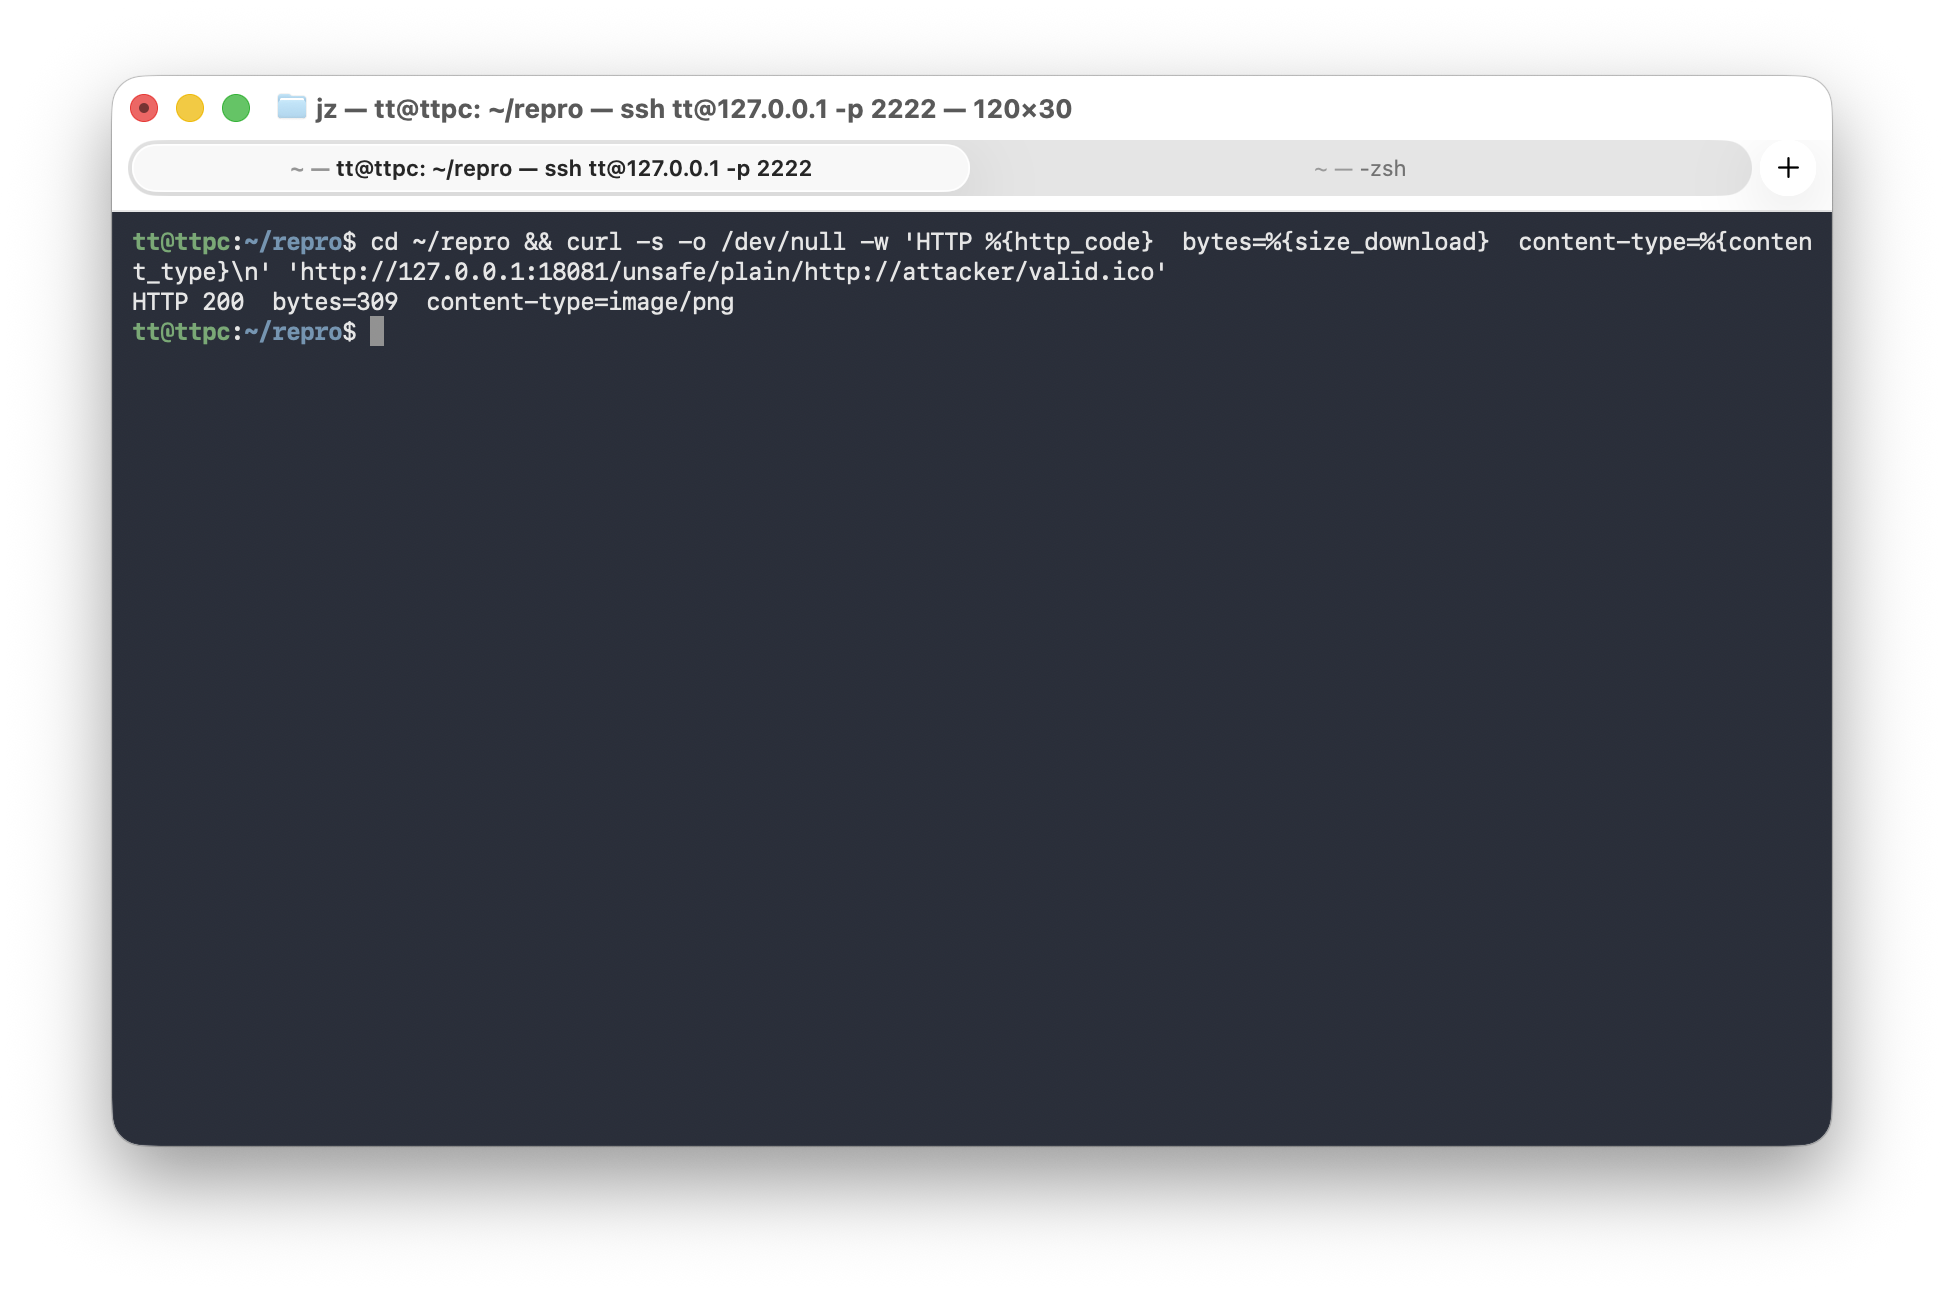 jz — tt@ttpc: ~/repro — ssh tt@127.0.0.1 -p 2222 — 120×30
~ — tt@ttpc: ~/repro — ssh tt@127.0.0.1 -p 2222
~ — -zsh
+
tt@ttpc:~/repro$ cd ~/repro && curl -s -o /dev/null -w 'HTTP %{http_code}  bytes=%{size_download}  content-type=%{conten
t_type}\n' 'http://127.0.0.1:18081/unsafe/plain/http://attacker/valid.ico'
HTTP 200  bytes=309  content-type=image/png
tt@ttpc:~/repro$